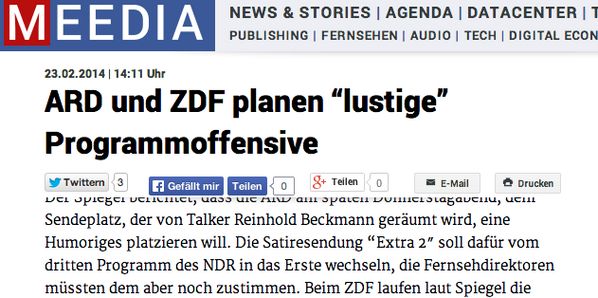 MEEDIA
NEWS & STORIES | AGENDA | DATACENTER | T
PUBLISHING | FERNSEHEN | AUDIO | TECH | DIGITAL ECON
23.02.2014 | 14:11 Uhr
ARD und ZDF planen “lustige”
Programmoffensive
Twittern 3 Gefällt mir Teilen 0 Teilen 0 E-Mail Drucken
Der Spiegel berichtet, dass die ARD am späten Donnerstagabend, dem
Sendeplatz, der von Talker Reinhold Beckmann geräumt wird, eine
Humoriges platzieren will. Die Satiresendung “Extra 2″ soll dafür vom
dritten Programm des NDR in das Erste wechseln, die Fernsehdirektoren
müssten dem aber noch zustimmen. Beim ZDF laufen laut Spiegel die